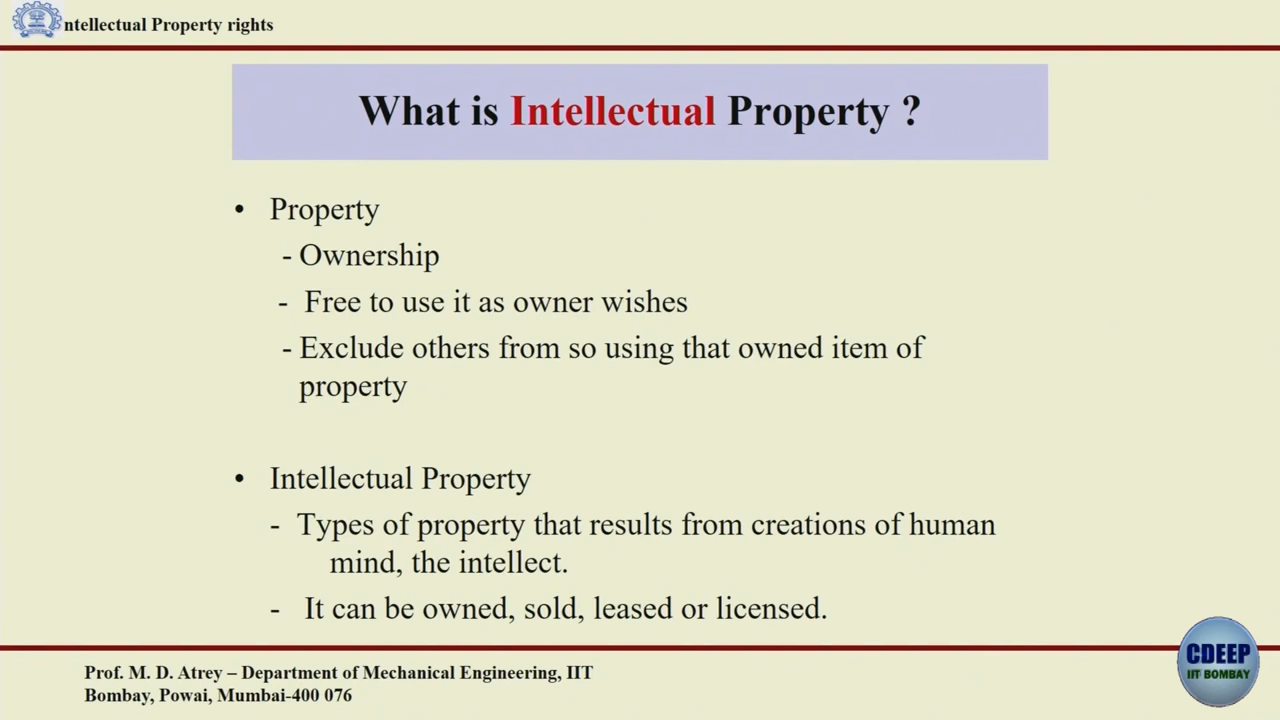 ntellectual Property rights
What is Intellectual Property ?
• Property
- Ownership
- Free to use it as owner wishes
- Exclude others from so using that owned item of
property
• Intellectual Property
- Types of property that results from creations of human
mind, the intellect.
- It can be owned, sold, leased or licensed.
Prof. M. D. Atrey – Department of Mechanical Engineering, IIT
Bombay, Powai, Mumbai-400 076
CDEEP
IIT BOMBAY